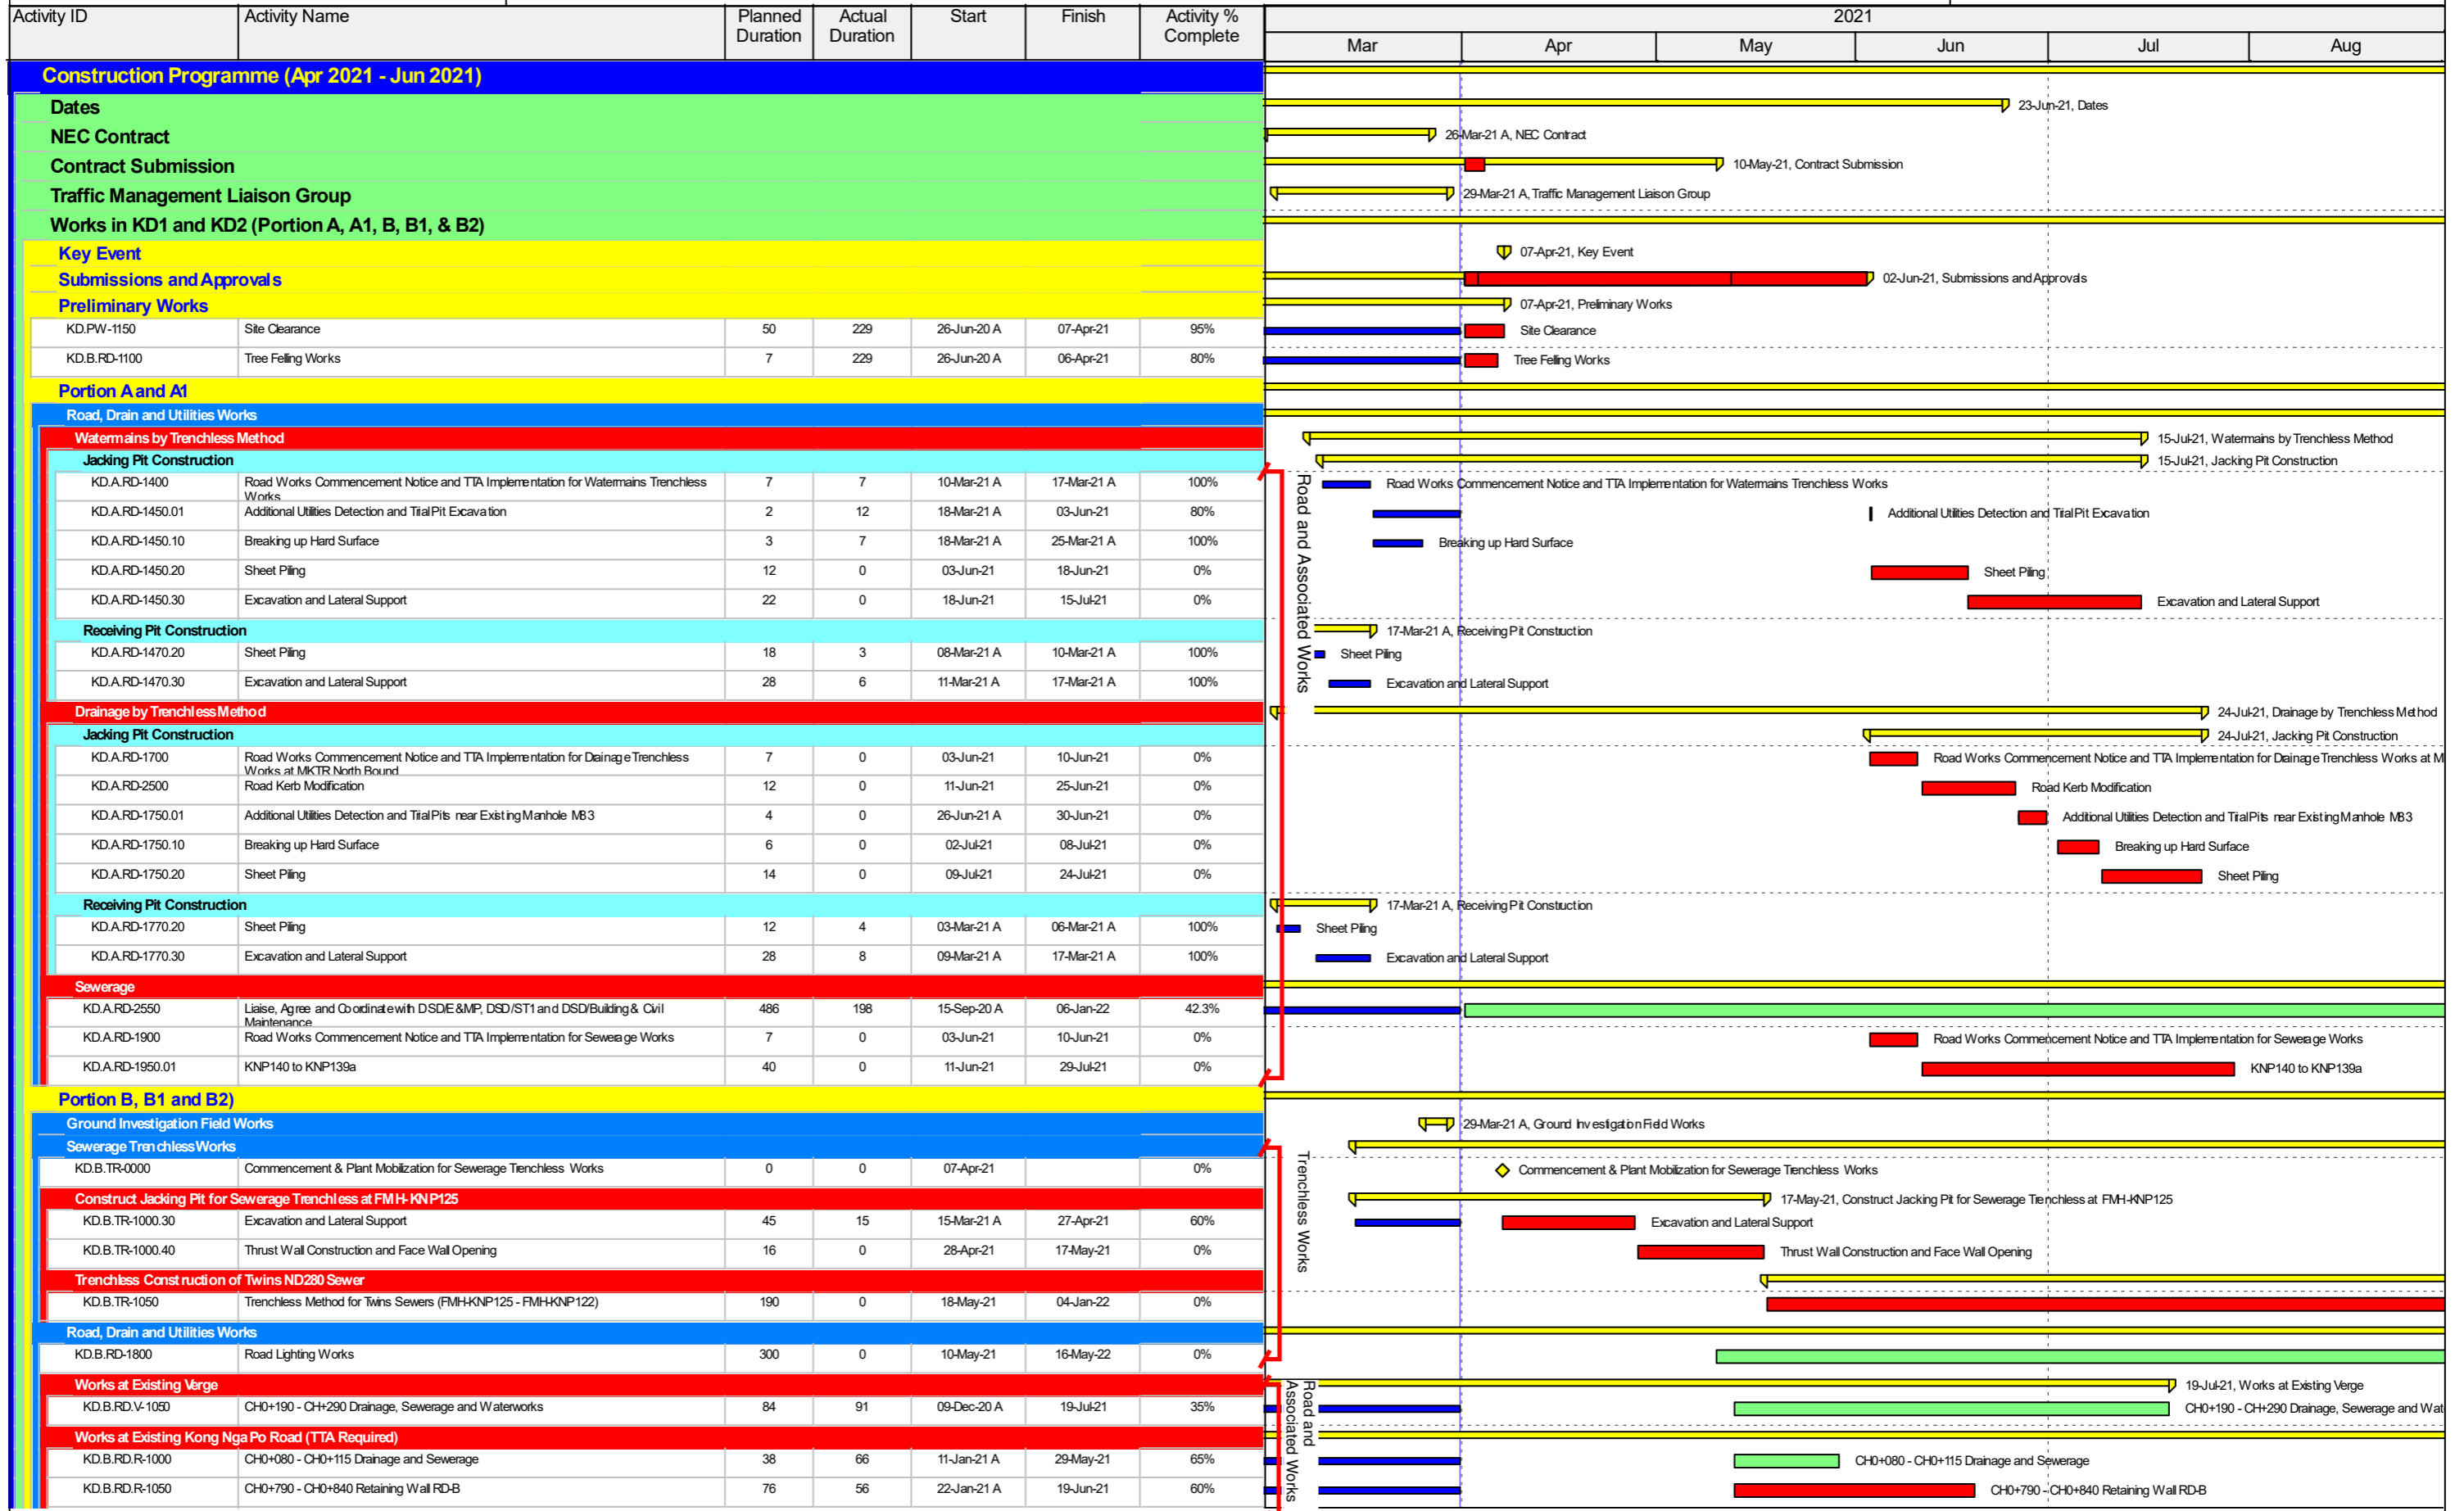 Activity ID Activity Name Planned Duration Actual Duration Start Finish Activity % Complete 2021
Mar Apr May Jun Jul Aug
Construction Programme (Apr 2021 - Jun 2021)
Dates 23-Jun-21, Dates
NEC Contract 26-Mar-21 A, NEC Contract
Contract Submission 10-May-21, Contract Submission
Traffic Management Liaison Group 29-Mar-21 A, Traffic Management Liaison Group
Works in KD1 and KD2 (Portion A, A1, B, B1, & B2)
Key Event 07-Apr-21, Key Event
Submissions and Approvals 02-Jun-21, Submissions and Approvals
Preliminary Works 07-Apr-21, Preliminary Works
KD.PW-1150 Site Clearance 50 229 26-Jun-20 A 07-Apr-21 95% Site Clearance
KD.B.RD-1100 Tree Felling Works 7 229 26-Jun-20 A 06-Apr-21 80% Tree Felling Works
Portion A and A1
Road, Drain and Utilities Works
Watermains by Trenchless Method 15-Jul-21, Watermains by Trenchless Method
Jacking Pit Construction 15-Jul-21, Jacking Pit Construction
KD.A.RD-1400 Road Works Commencement Notice and TTA Implementation for Watermains Trenchless Works 7 7 10-Mar-21 A 17-Mar-21 A 100% Road Works Commencement Notice and TTA Implementation for Watermains Trenchless Works
KD.A.RD-1450.01 Additional Utilities Detection and Tiral Pit Excavation 2 12 18-Mar-21 A 03-Jun-21 80% Additional Utilities Detection and Tiral Pit Excavation
KD.A.RD-1450.10 Breaking up Hard Surface 3 7 18-Mar-21 A 25-Mar-21 A 100% Breaking up Hard Surface
KD.A.RD-1450.20 Sheet Piling 12 0 03-Jun-21 18-Jun-21 0% Sheet Piling
KD.A.RD-1450.30 Excavation and Lateral Support 22 0 18-Jun-21 15-Jul-21 0% Excavation and Lateral Support
Road and Associated Works
Receiving Pit Construction 17-Mar-21 A, Receiving Pit Construction
KD.A.RD-1470.20 Sheet Piling 18 3 08-Mar-21 A 10-Mar-21 A 100% Sheet Piling
KD.A.RD-1470.30 Excavation and Lateral Support 28 6 11-Mar-21 A 17-Mar-21 A 100% Excavation and Lateral Support
Drainage by Trenchless Method 24-Jul-21, Drainage by Trenchless Method
Jacking Pit Construction 24-Jul-21, Jacking Pit Construction
KD.A.RD-1700 Road Works Commencement Notice and TTA Implementation for Drainage Trenchless Works at MKTR North Bound 7 0 03-Jun-21 10-Jun-21 0% Road Works Commencement Notice and TTA Implementation for Drainage Trenchless Works at M
KD.A.RD-2500 Road Kerb Modification 12 0 11-Jun-21 25-Jun-21 0% Road Kerb Modification
KD.A.RD-1750.01 Additional Utilities Detection and Tiral Pits near Existing Manhole MB3 4 0 26-Jun-21 A 30-Jun-21 0% Additional Utilities Detection and Tiral Pits near Existing Manhole MB3
KD.A.RD-1750.10 Breaking up Hard Surface 6 0 02-Jul-21 08-Jul-21 0% Breaking up Hard Surface
KD.A.RD-1750.20 Sheet Piling 14 0 09-Jul-21 24-Jul-21 0% Sheet Piling
Receiving Pit Construction 17-Mar-21 A, Receiving Pit Construction
KD.A.RD-1770.20 Sheet Piling 12 4 03-Mar-21 A 06-Mar-21 A 100% Sheet Piling
KD.A.RD-1770.30 Excavation and Lateral Support 28 8 09-Mar-21 A 17-Mar-21 A 100% Excavation and Lateral Support
Sewerage
KD.A.RD-2550 Liaise, Agree and Coordinate with DSD/E&MP, DSD/ST1 and DSD/Building & Civil Maintenance 486 198 15-Sep-20 A 06-Jan-22 42.3%
KD.A.RD-1900 Road Works Commencement Notice and TTA Implementation for Sewerage Works 7 0 03-Jun-21 10-Jun-21 0% Road Works Commencement Notice and TTA Implementation for Sewerage Works
KD.A.RD-1950.01 KNP140 to KNP139a 40 0 11-Jun-21 29-Jul-21 0% KNP140 to KNP139a
Portion B, B1 and B2)
Ground Investigation Field Works 29-Mar-21 A, Ground Investigation Field Works
Sewerage Trenchless Works
KD.B.TR-0000 Commencement & Plant Mobilization for Sewerage Trenchless Works 0 0 07-Apr-21 0% Commencement & Plant Mobilization for Sewerage Trenchless Works
Trenchless Works
Construct Jacking Pit for Sewerage Trenchless at FMH-KNP125 17-May-21, Construct Jacking Pit for Sewerage Trenchless at FMH-KNP125
KD.B.TR-1000.30 Excavation and Lateral Support 45 15 15-Mar-21 A 27-Apr-21 60% Excavation and Lateral Support
KD.B.TR-1000.40 Thrust Wall Construction and Face Wall Opening 16 0 28-Apr-21 17-May-21 0% Thrust Wall Construction and Face Wall Opening
Trenchless Construction of Twins ND280 Sewer
KD.B.TR-1050 Trenchless Method for Twins Sewers (FMH-KNP125 - FMH-KNP122) 190 0 18-May-21 04-Jan-22 0%
Road, Drain and Utilities Works
KD.B.RD-1800 Road Lighting Works 300 0 10-May-21 16-May-22 0%
Works at Existing Verge 19-Jul-21, Works at Existing Verge
KD.B.RD.V-1050 CH0+190 - CH+290 Drainage, Sewerage and Waterworks 84 91 09-Dec-20 A 19-Jul-21 35% CH0+190 - CH+290 Drainage, Sewerage and Wat
Road and Associated Works
Works at Existing Kong Nga Po Road (TTA Required)
KD.B.RD.R-1000 CH0+080 - CH0+115 Drainage and Sewerage 38 66 11-Jan-21 A 29-May-21 65% CH0+080 - CH0+115 Drainage and Sewerage
KD.B.RD.R-1050 CH0+790 - CH0+840 Retaining Wall RD-B 76 56 22-Jan-21 A 19-Jun-21 60% CH0+790 - CH0+840 Retaining Wall RD-B